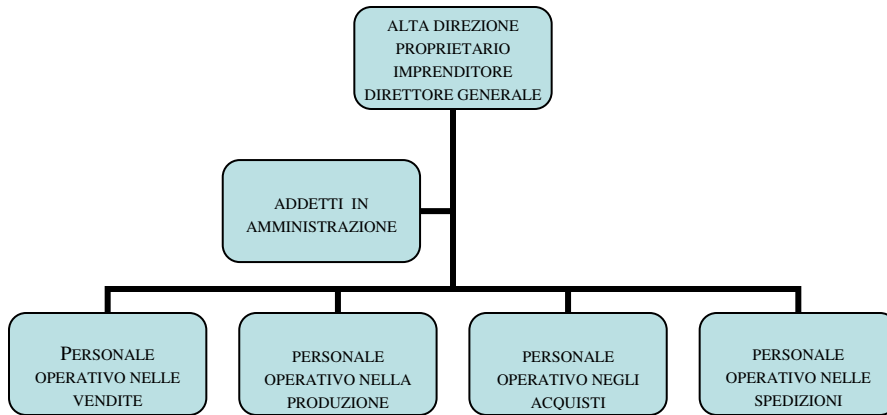 ALTA DIREZIONE
PROPRIETARIO
IMPRENDITORE
DIRETTORE GENERALE
ADDETTI IN
AMMINISTRAZIONE
PERSONALE
OPERATIVO NELLE
VENDITE
PERSONALE
OPERATIVO NELLA
PRODUZIONE
PERSONALE
OPERATIVO NEGLI
ACQUISTI
PERSONALE
OPERATIVO NELLE
SPEDIZIONI